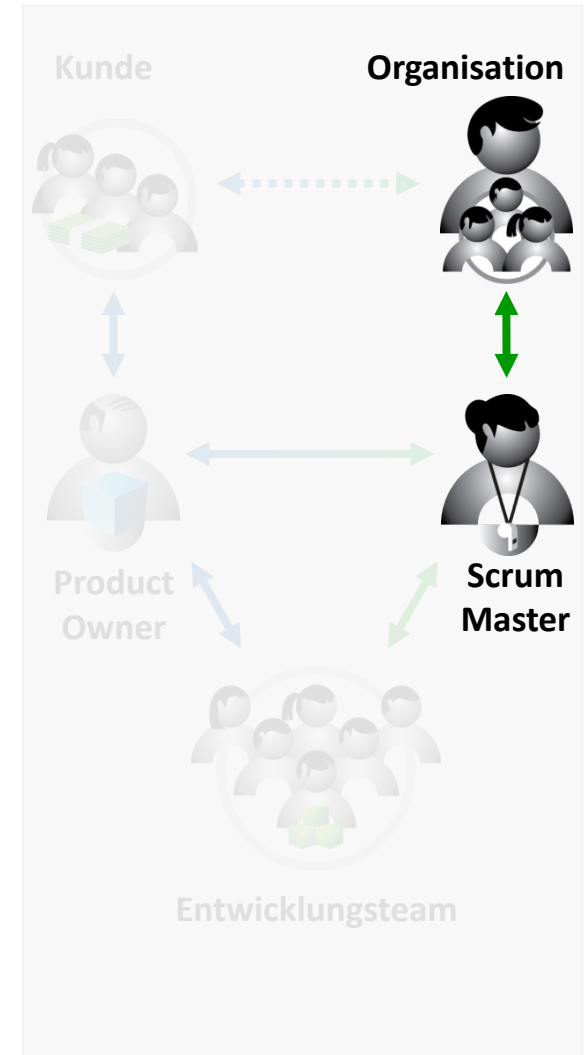 Kunde
Organisation
Product
Owner
Scrum
Master
Entwicklungsteam